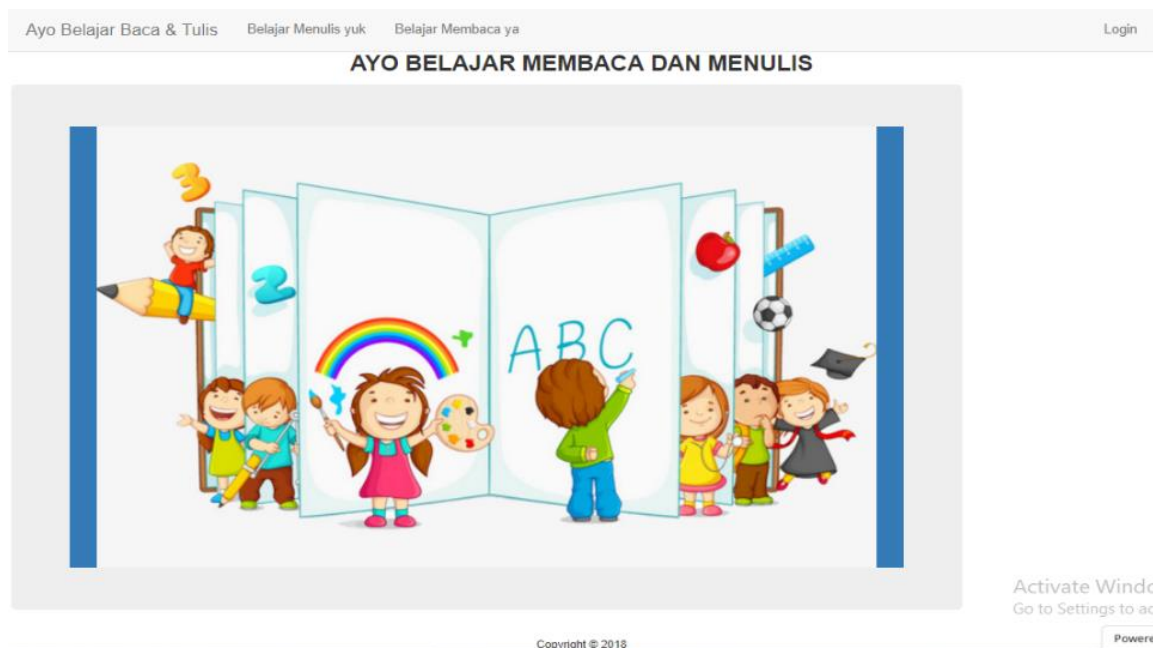 Ayo Belajar Baca & Tulis Belajar Menulis yuk Belajar Membaca ya Login
AYO BELAJAR MEMBACA DAN MENULIS
3
2
ABC
Activate Windo
Go to Settings to ac
Copyright © 2018
Powere